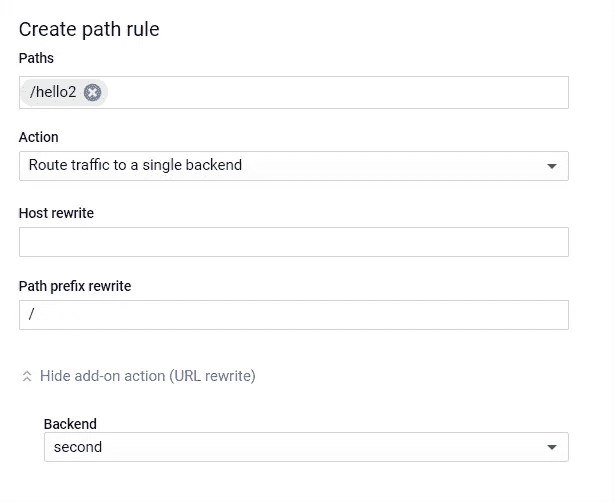 Create path rule
Paths
/hello2
Action
Route traffic to a single backend
Host rewrite
Path prefix rewrite
/
Hide add-on action (URL rewrite)
Backend
second